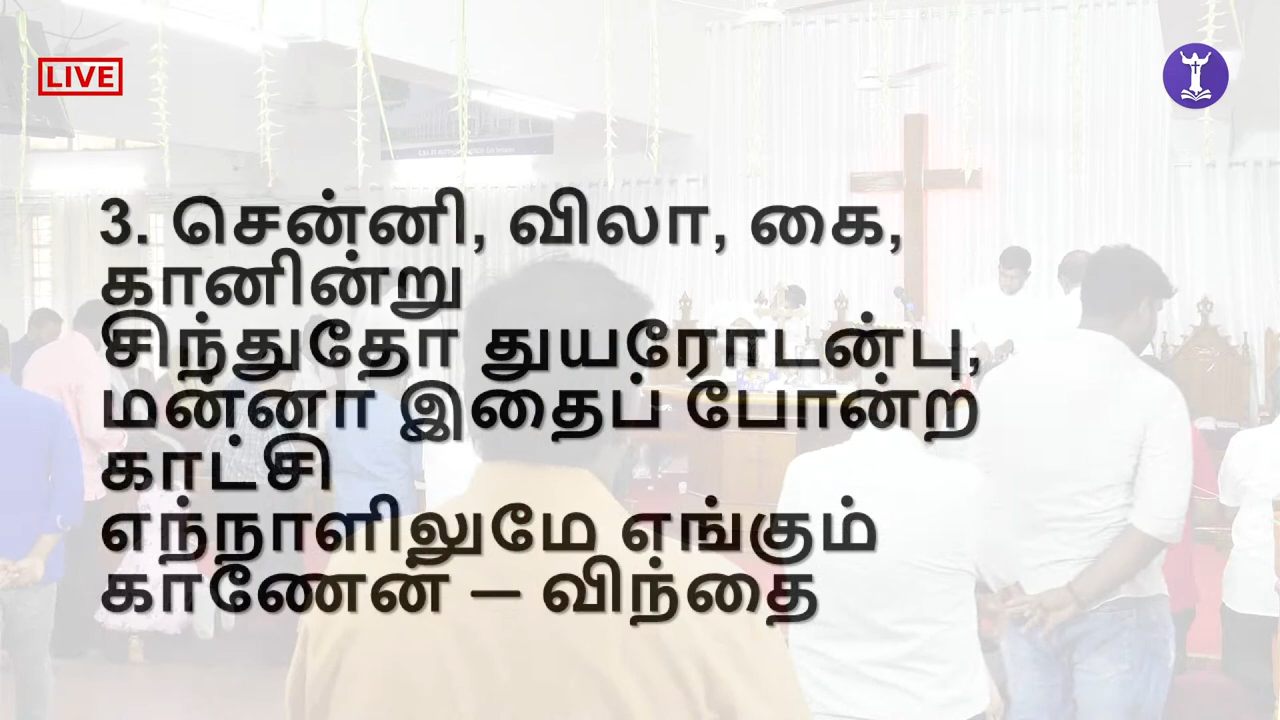 LIVE
3. சென்னி, விலா, கை,
கானின்று
சிந்துதோ துயரோடன்பு,
மன்னா இதைப் போன்ற
காட்சி
எந்நாளிலுமே எங்கும்
காணேன் – விந்தை